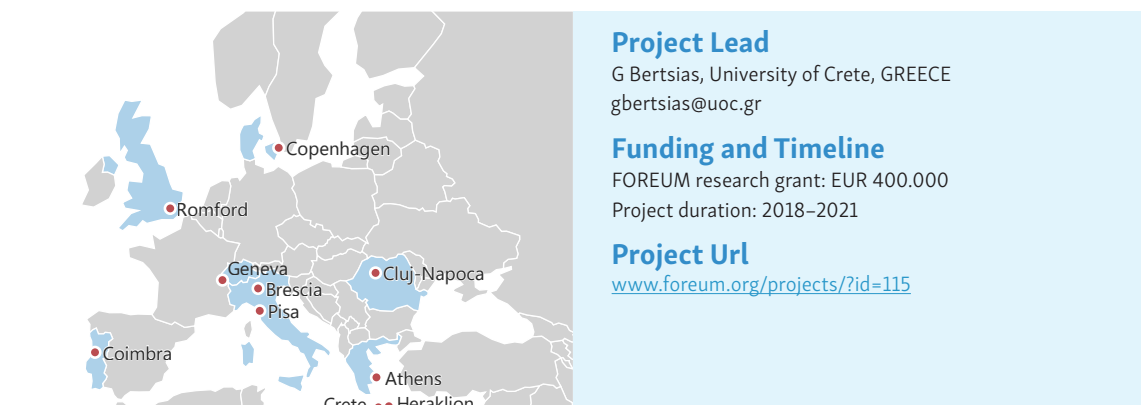 Copenhagen
Romford
Geneva
Cluj-Napoca
Brescia
Pisa
Coimbra
Athens
Crete
Heraklion
Project Lead
G Bertsias, University of Crete, GREECE
gbertsias@uoc.gr
Funding and Timeline
FOREUM research grant: EUR 400.000
Project duration: 2018–2021
Project Url
www.foreum.org/projects/?id=115